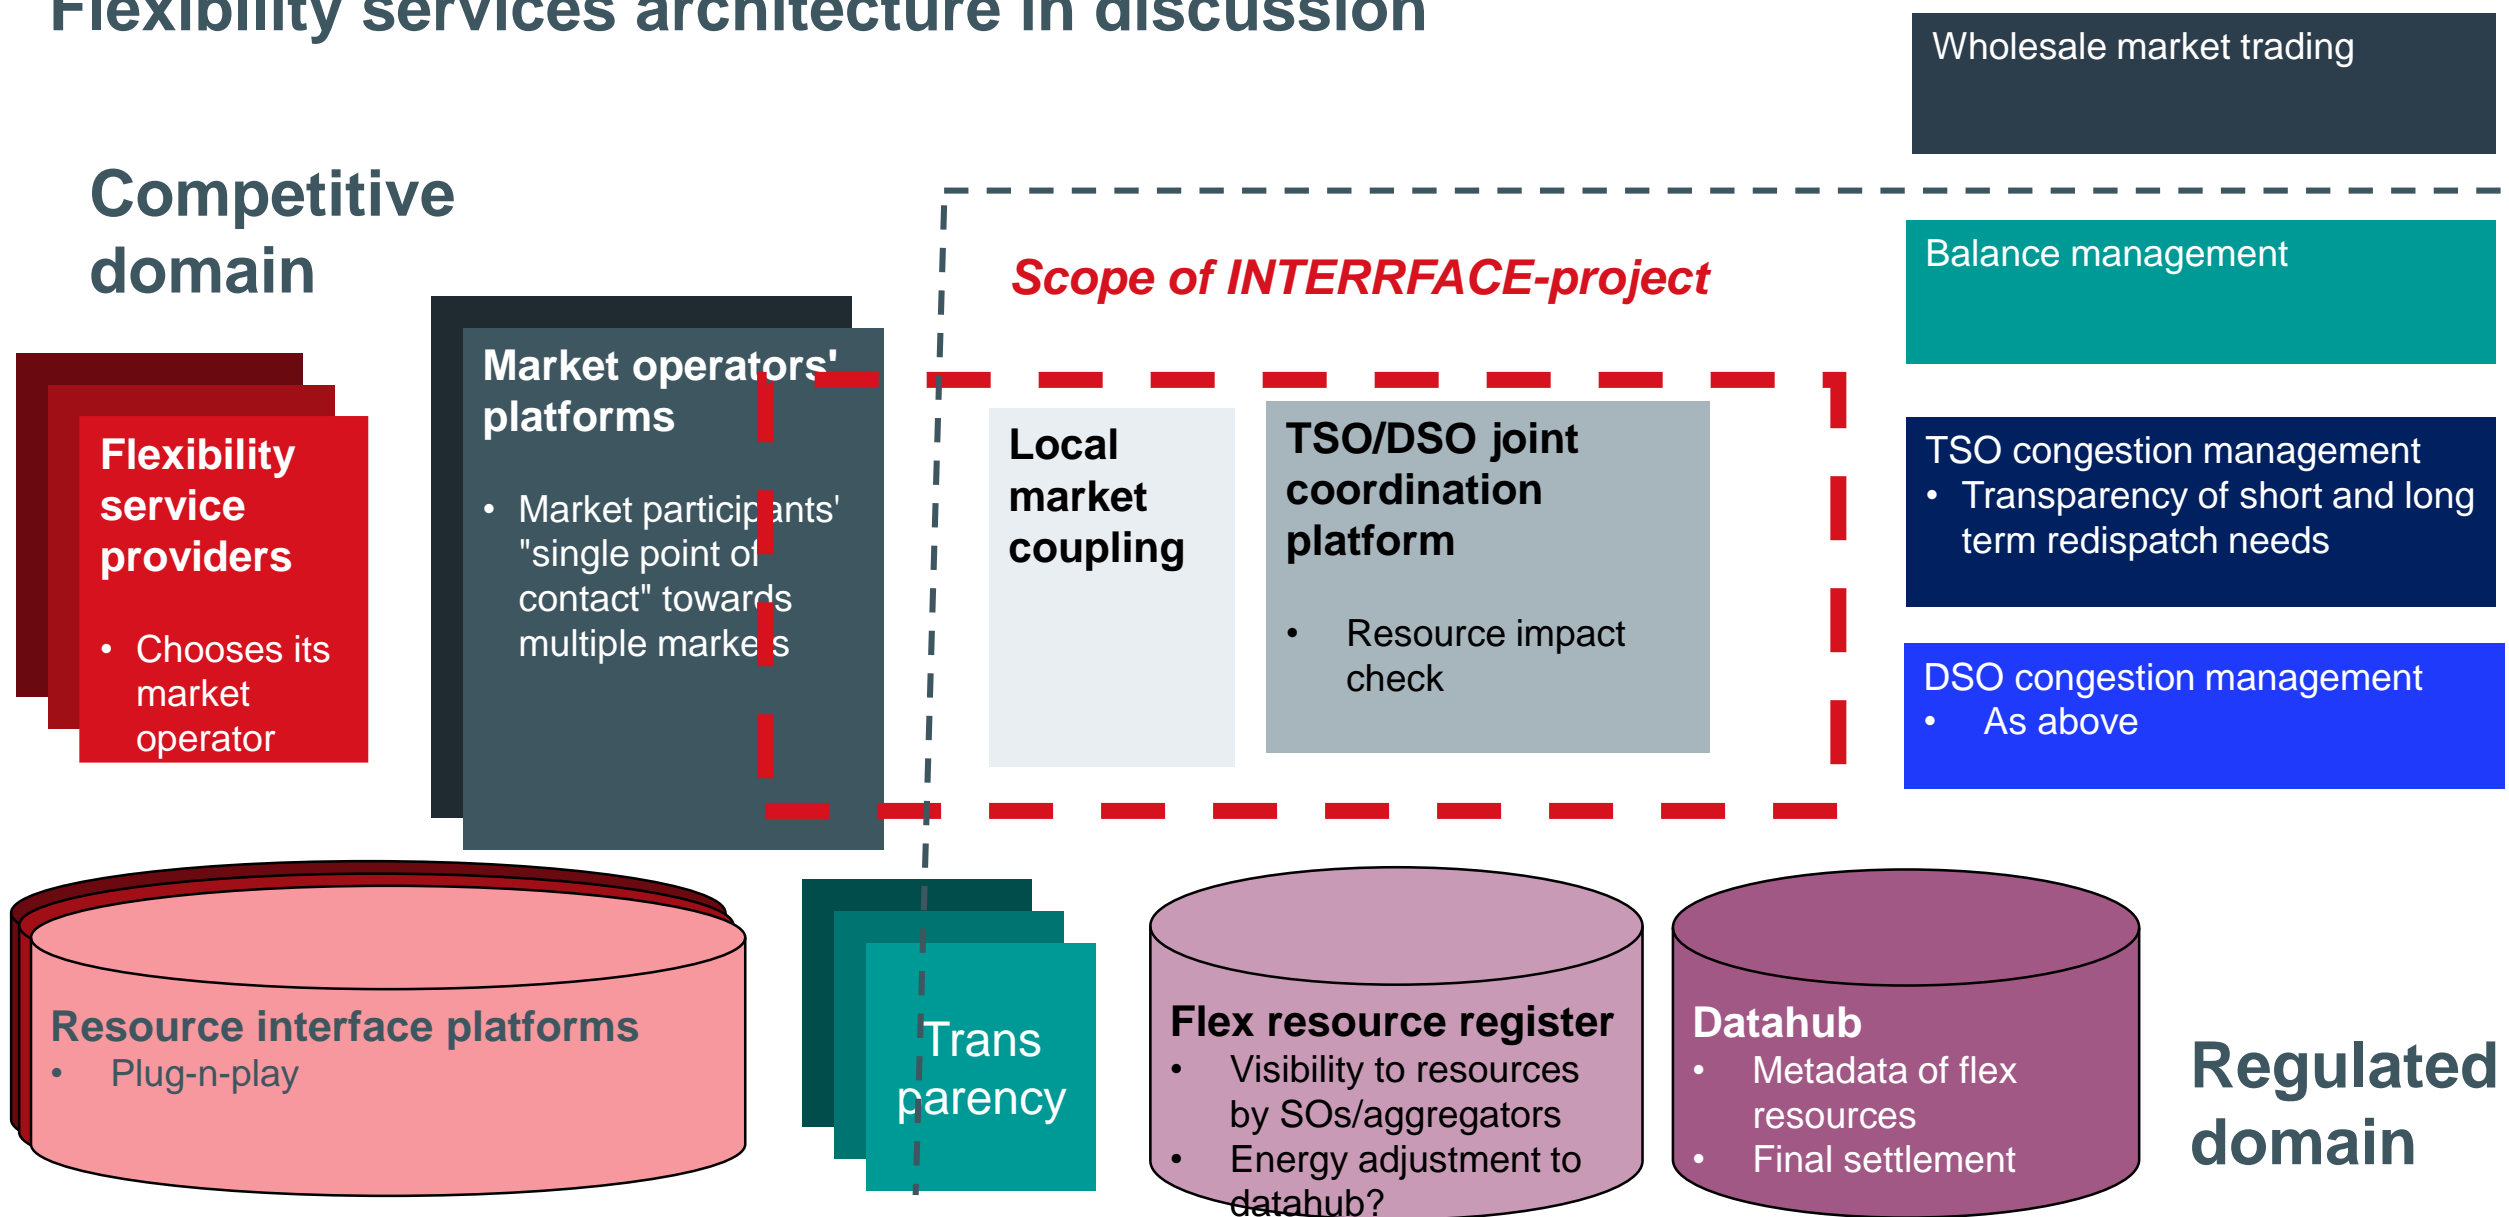 Flexibility services architecture in discussion
Wholesale market trading
Competitive
domain
Scope of INTERRFACE-project
Balance management
Market operators'
platforms
• Market participants'
"single point of
contact" towards
multiple markets
Flexibility
service
providers
• Chooses its
market
operator
Local
market
coupling
TSO/DSO joint
coordination
platform
• Resource impact
check
TSO congestion management
• Transparency of short and long
term redispatch needs
DSO congestion management
• As above
Resource interface platforms
• Plug-n-play
Trans
parency
Flex resource register
• Visibility to resources
by SOs/aggregators
• Energy adjustment to
datahub?
Datahub
• Metadata of flex
resources
• Final settlement
Regulated
domain